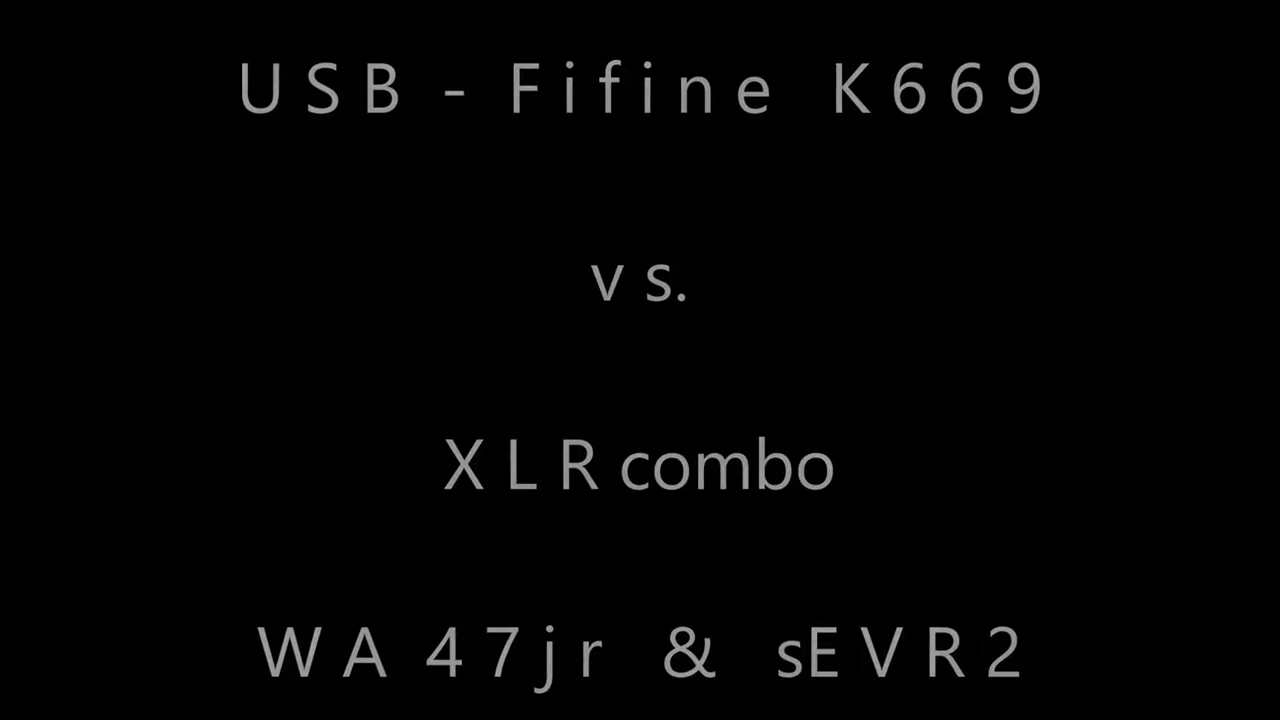 USB - Fifine K669
vs.
XLR combo
WA 47jr & sEVR2